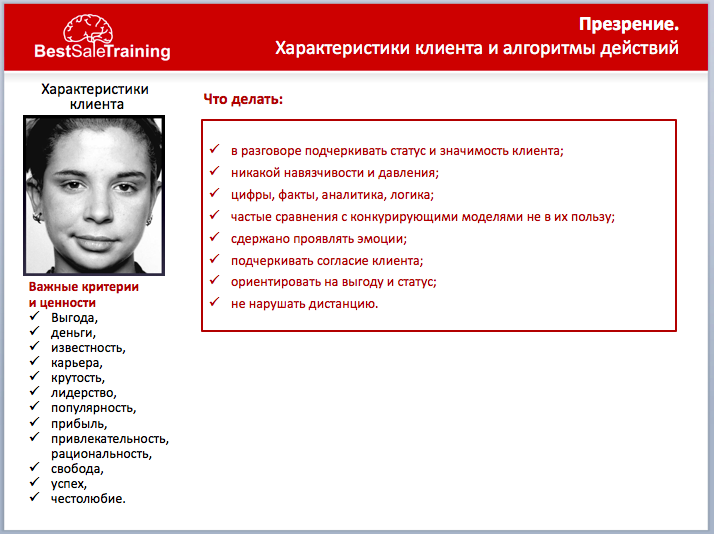 Презрение.
BestSaleTraining
Характеристики клиента и алгоритмы действий
Характеристики
клиента
Что делать:
в разговоре подчеркивать статус и значимость клиента;
никакой навязчивости и давления;
цифры, факты, аналитика, логика;
частые сравнения с конкурирующими моделями не в их пользу;
сдержано проявлять эмоции;
подчеркивать согласие клиента;
ориентировать на выгоду и статус;
не нарушать дистанцию.
Важные критерии
и ценности
Выгода,
деньги,
известность,
карьера,
крутость,
лидерство,
популярность,
прибыль,
привлекательность,
рациональность,
свобода,
успех,
честолюбие.